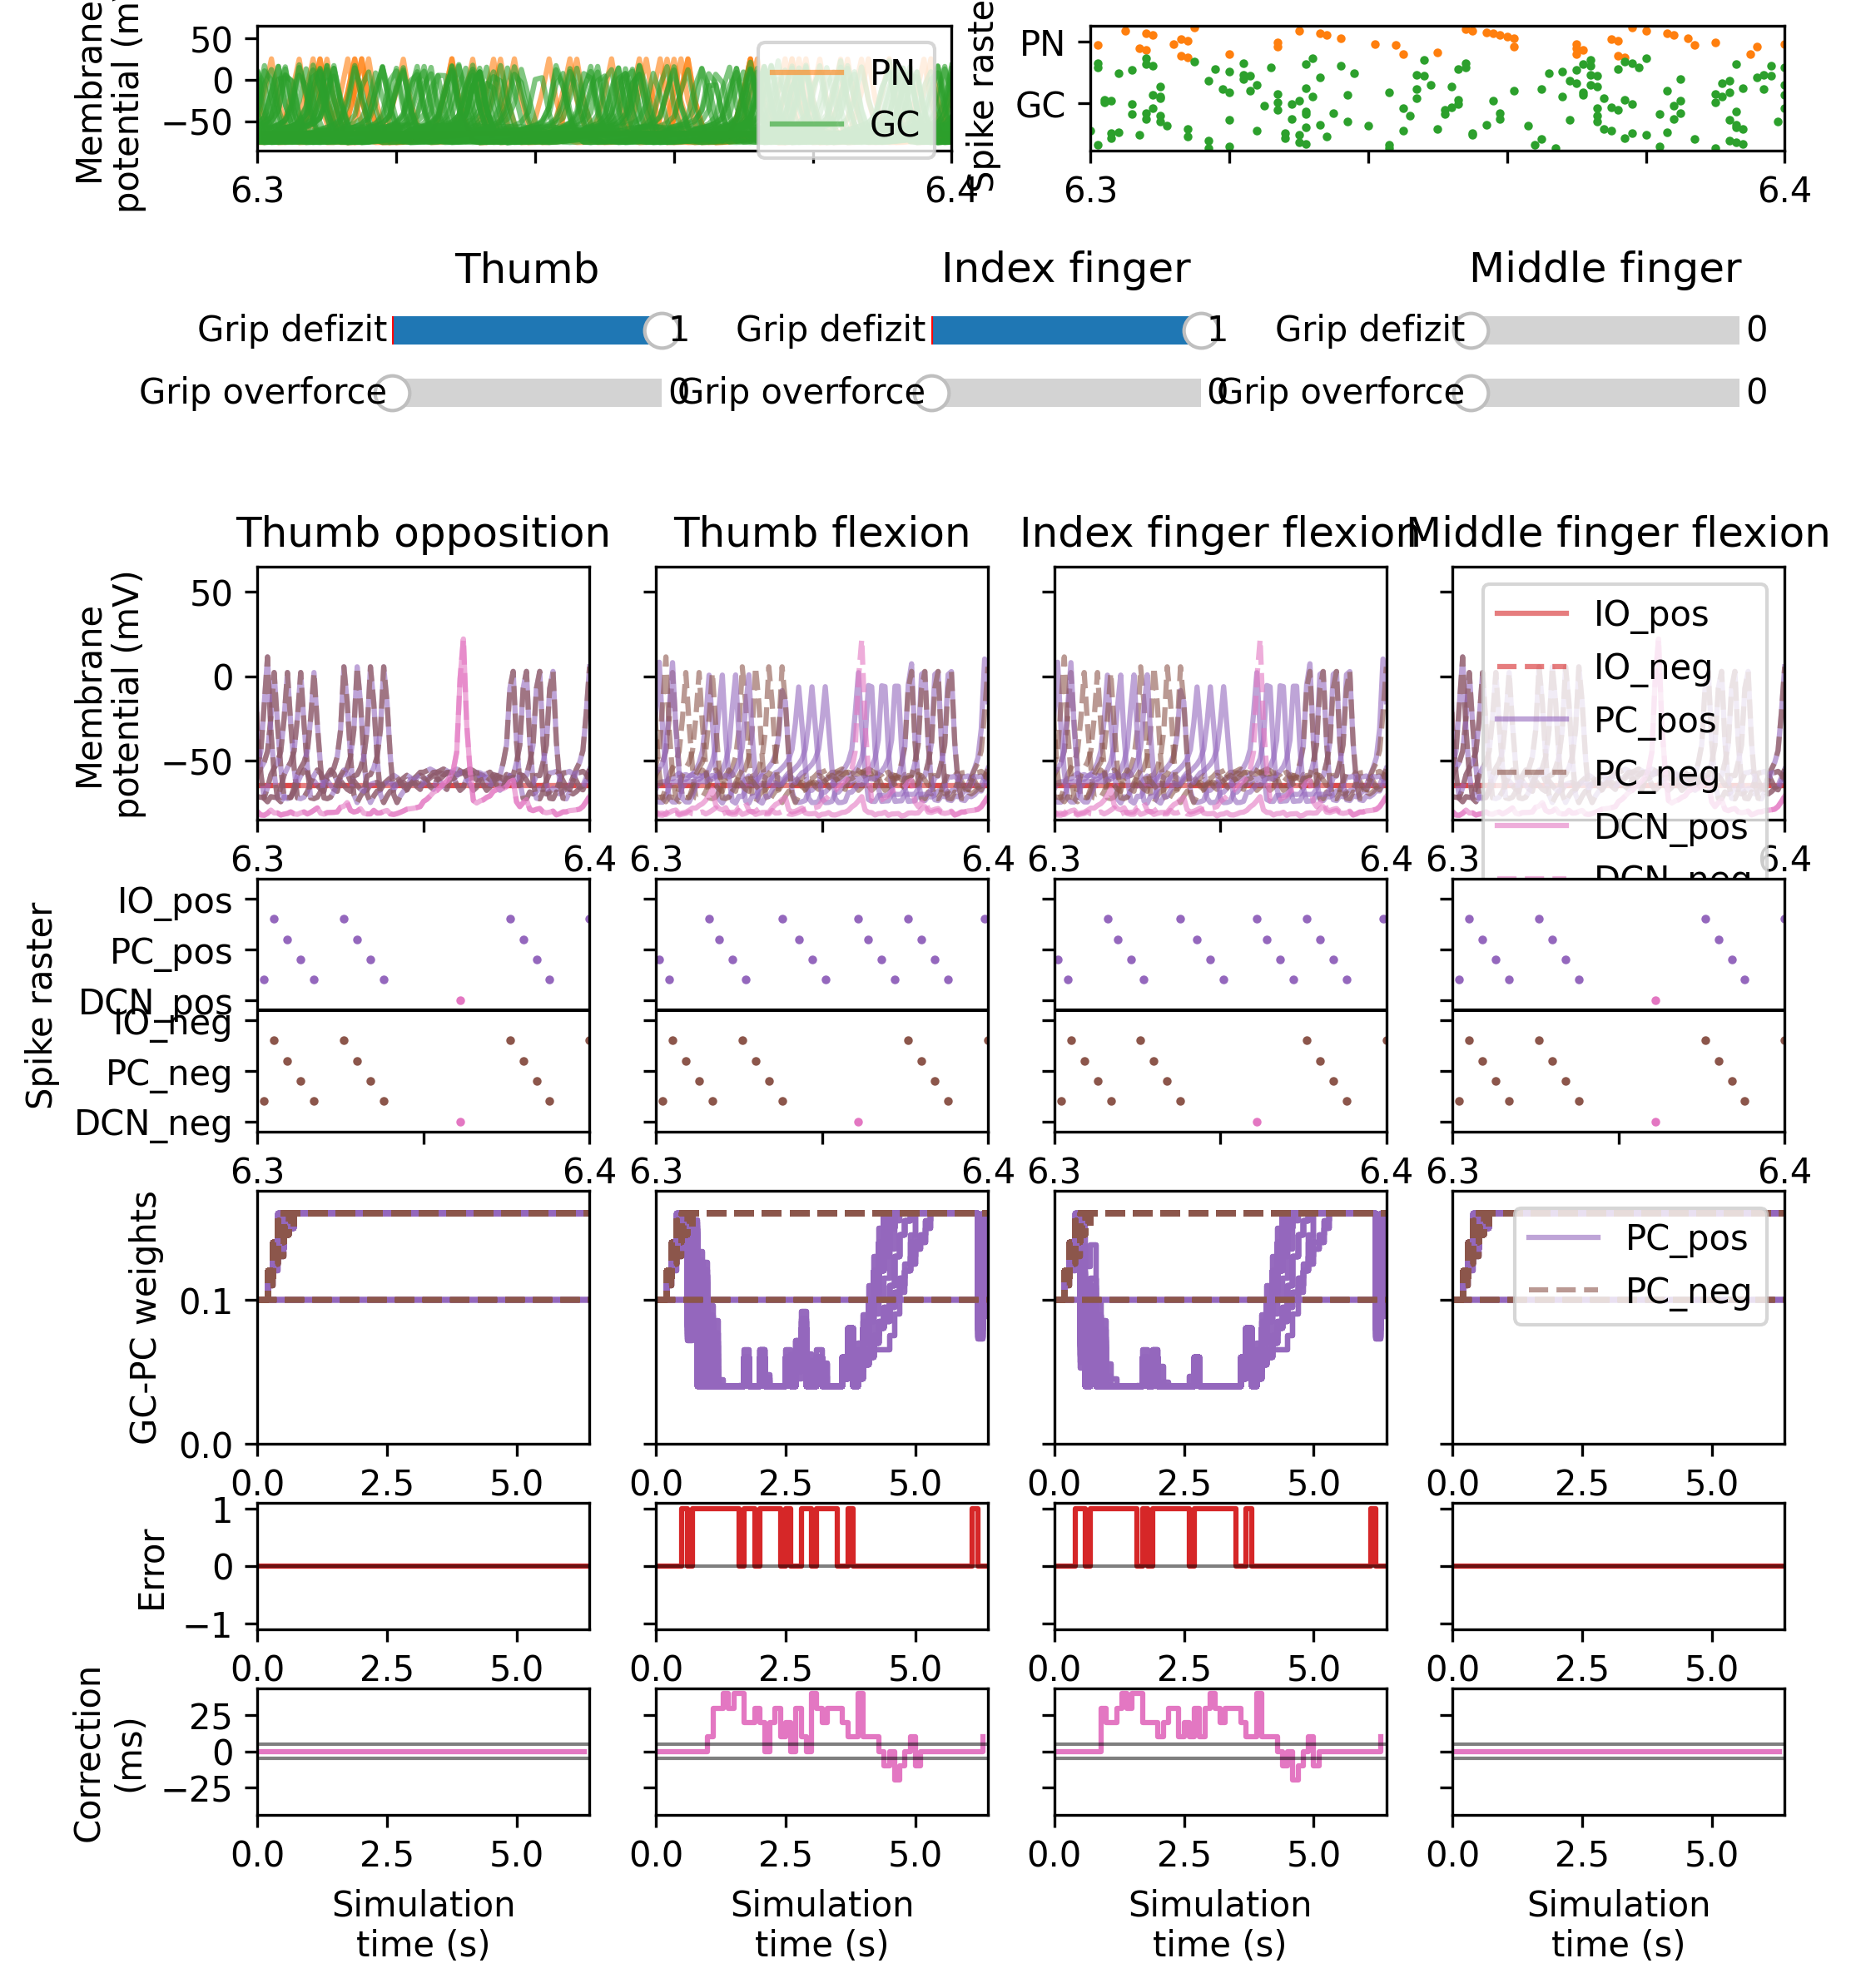 Membrane
potential (m
50
0
−50
PN
GC
6.3
6.4
Spike raste
PN
GC
6.3
6.4
Thumb
Index finger
Middle finger
Grip defizit
1
Grip defizit
1
Grip defizit
0
Grip overforce
0
Grip overforce
0
Grip overforce
0
Thumb opposition
Thumb flexion
Index finger flexion
Middle finger flexion
Membrane
potential (mV)
50
0
−50
IO_pos
IO_neg
PC_pos
PC_neg
DCN_pos
DCN_neg
6.3
6.4
6.3
6.4
6.3
6.4
6.3
6.4
Spike raster
IO_pos
PC_pos
DCN_pos
IO_neg
PC_neg
DCN_neg
6.3
6.4
6.3
6.4
6.3
6.4
6.3
6.4
GC-PC weights
0.1
0.0
PC_pos
PC_neg
0.0 2.5 5.0
0.0 2.5 5.0
0.0 2.5 5.0
0.0 2.5 5.0
Error
1
0
−1
0.0 2.5 5.0
0.0 2.5 5.0
0.0 2.5 5.0
0.0 2.5 5.0
Correction
(ms)
25
0
−25
0.0 2.5 5.0
0.0 2.5 5.0
0.0 2.5 5.0
0.0 2.5 5.0
Simulation
time (s)
Simulation
time (s)
Simulation
time (s)
Simulation
time (s)